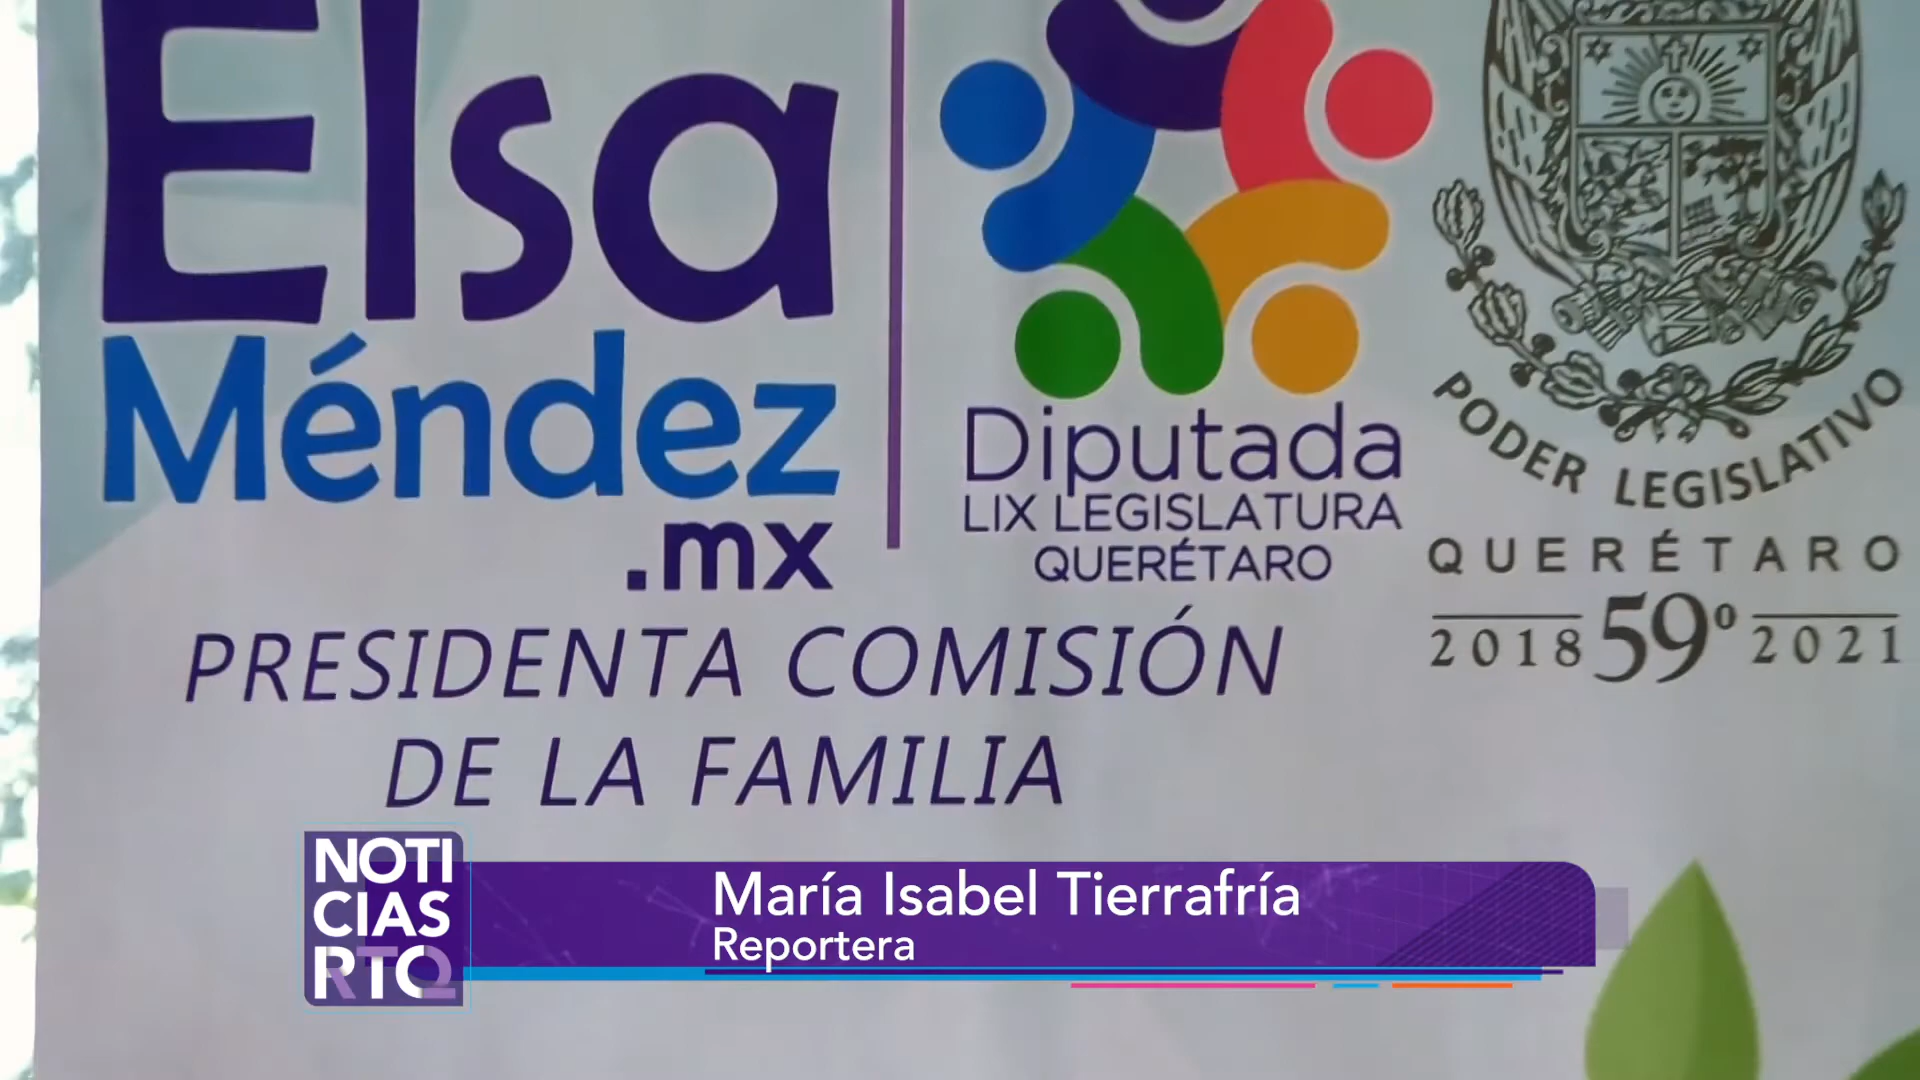 Elsa
Méndez
.mx
PRESIDENTA COMISIÓN
DE LA FAMILIA
Diputada
LIX LEGISLATURA
QUERÉTARO
PODER LEGISLATIVO
QUERÉTARO
2018 59º 2021
NOTI
CIAS
RTQ
María Isabel Tierrafría
Reportera